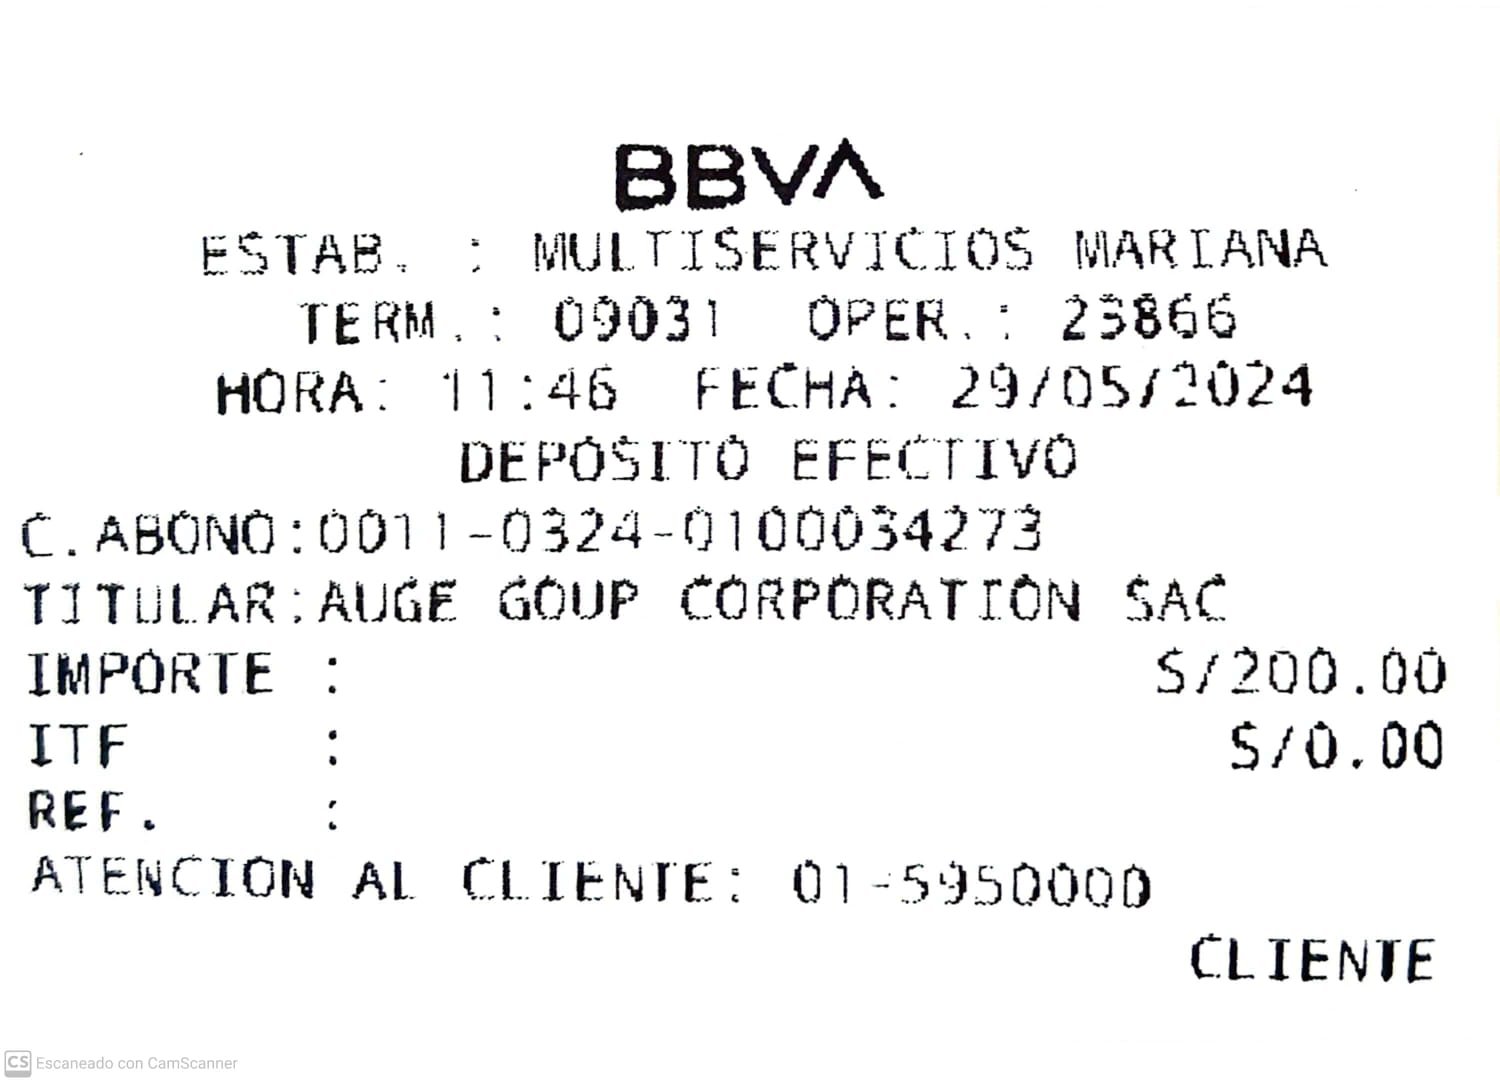 BBVA
ESTAB. : MULTISERVICIOS MARIANA
TERM.: 09031 OPER.: 23866
HORA: 11:46 FECHA: 29/05/2024
DEPOSITO EFECTIVO
C.ABONO:0011-0324-0100034273
TITULAR:AUGE GOUP CORPORATION SAC
IMPORTE : S/200.00
ITF : S/0.00
REF. :
ATENCION AL CLIENTE: 01-5950000
CLIENTE
CS Escaneado con CamScanner